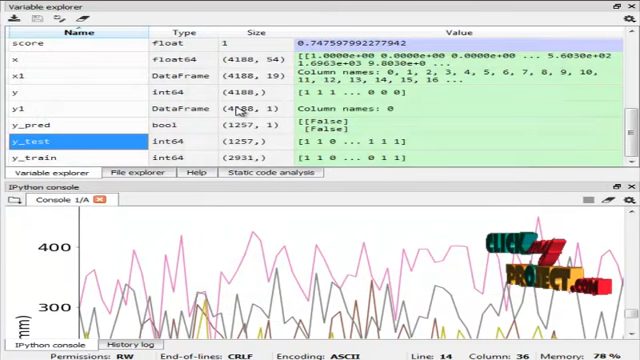 Variable explorer
Name Type Size Value
score float 1 0.747597992277942
x float64 (4188, 54) [[1.0000e+00 0.0000e+00 0.0000e+00 ... 5.6030e+02
1.6963e+03 9.8030e+0 ...
x1 DataFrame (4188, 19) Column names: 0, 1, 2, 3, 4, 5, 6, 7, 8, 9, 10,
11, 12, 13, 14, 15, 16 ...
y int64 (4188,) [1 1 1 ... 0 0 0]
y1 DataFrame (4188, 1) Column names: 0
y_pred bool (1257, 1) [[False]
[False]
y_test int64 (1257,) [1 1 0 ... 1 1 1]
y_train int64 (2931,) [1 1 0 ... 0 1 1]
Variable explorer File explorer Help Static code analysis
IPython console
Console 1/A
400
300
mm)
CLICK MY
PROJECT.COM
IPython console History log
Permissions: RW End-of-lines: CRLF Encoding: ASCII Line: 14 Column: 36 Memory: 78 %